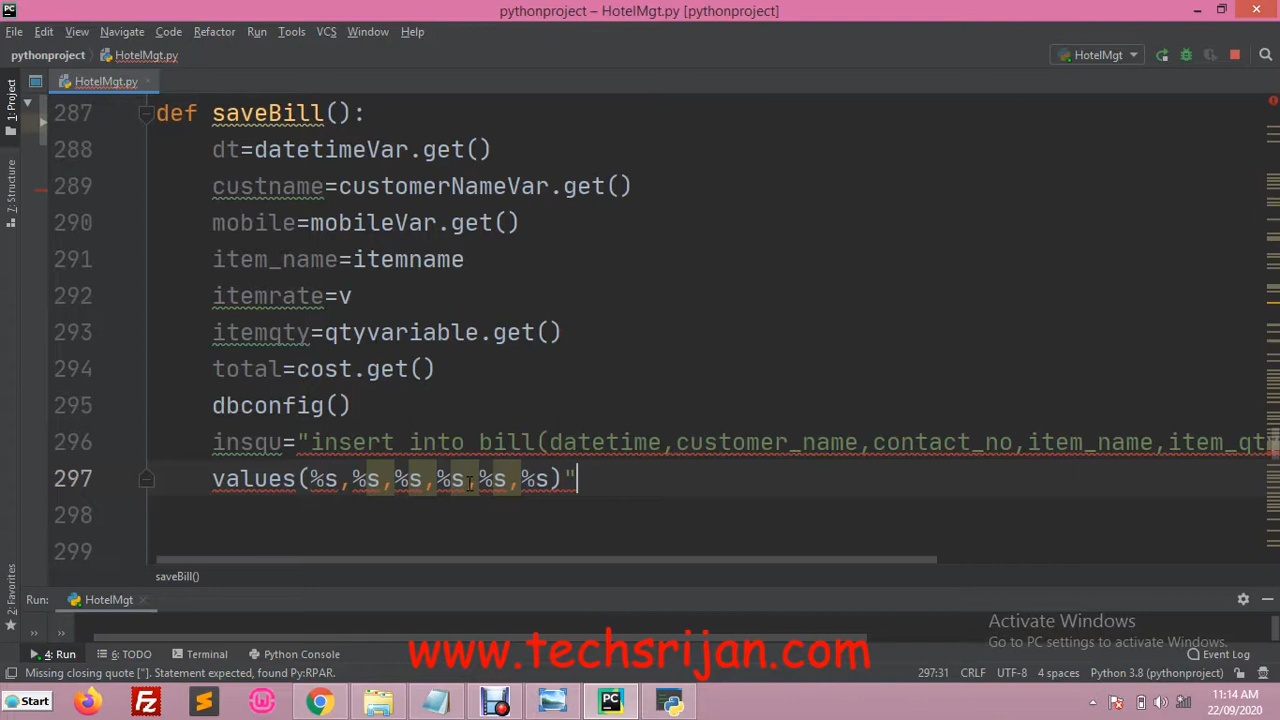 pythonproject – HotelMgt.py [pythonproject]
File Edit View Navigate Code Refactor Run Tools VCS Window Help
pythonproject HotelMgt.py HotelMgt
1: Project HotelMgt.py
287 def saveBill():
288 dt=datetimeVar.get()
7: Structure
289 custname=customerNameVar.get()
290 mobile=mobileVar.get()
291 item_name=itemname
292 itemrate=v
293 itemqty=qtyvariable.get()
294 total=cost.get()
295 dbconfig()
296 insqu="insert into bill(datetime,customer_name,contact_no,item_name,item_qt
297 values(%s,%s,%s,%s,%s,%s)"
298
299
2: Favorites
saveBill()
Run: HotelMgt
Activate Windows
Go to PC settings to activate Windows.
4: Run 6: TODO Terminal Python Console Event Log
www.techsrijan.com
Missing closing quote ["]. Statement expected, found Py:RPAR. 297:31 CRLF UTF-8 4 spaces Python 3.8 (pythonproject)
Start
11:14 AM
22/09/2020